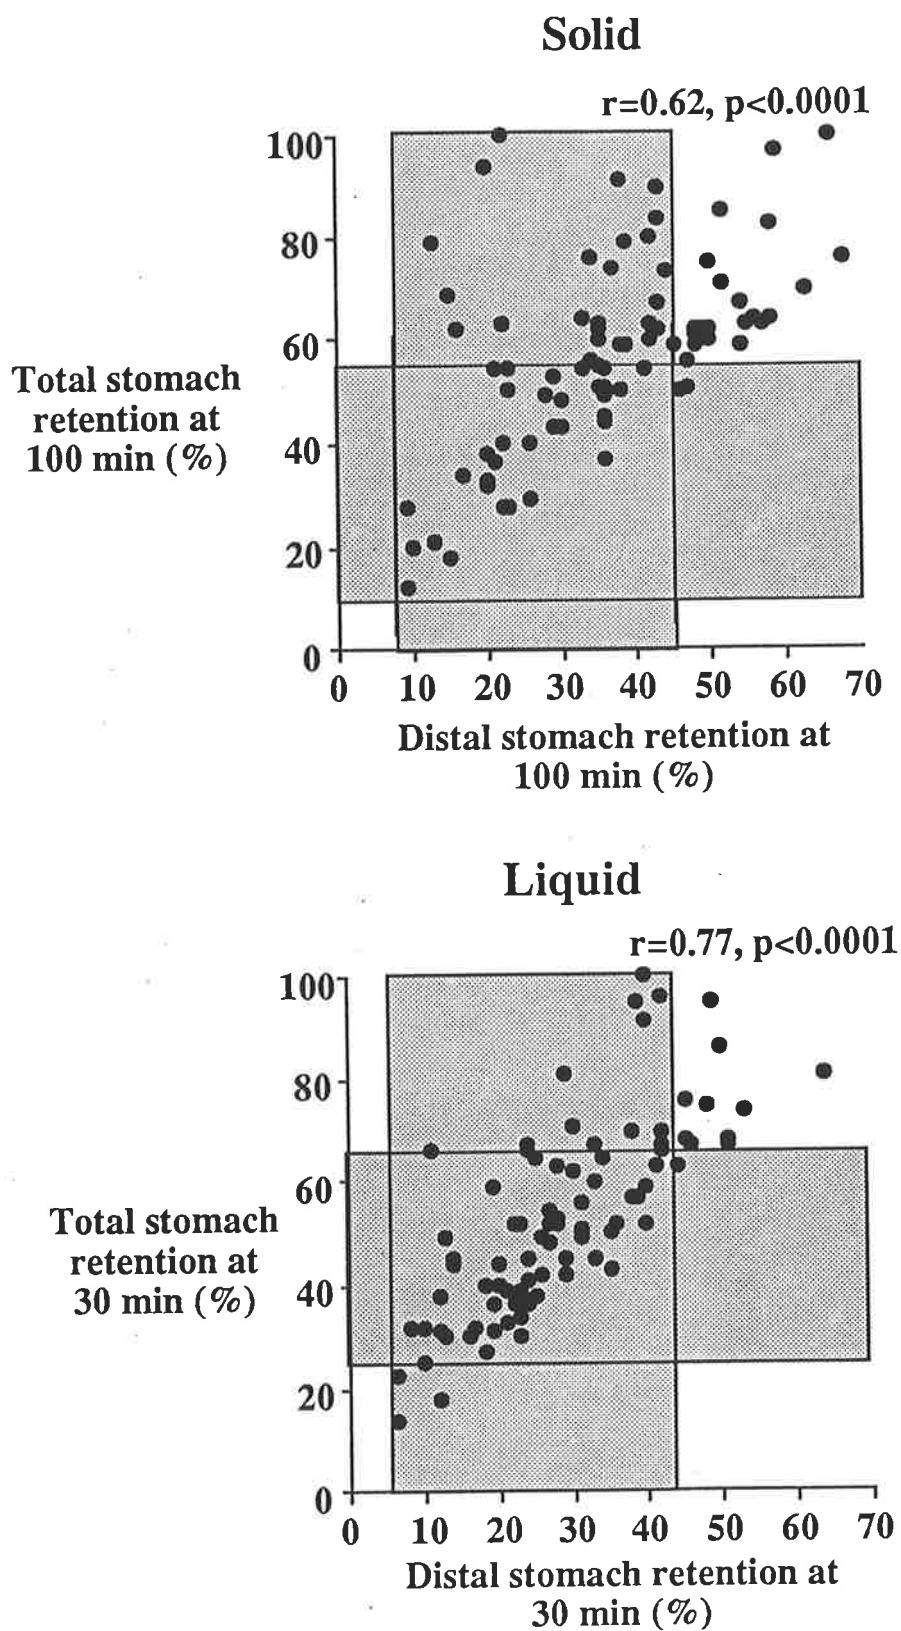 Solid
r=0.62, p<0.0001
100
80
60
40
20
0
Total stomach
retention at
100 min (%)
0 10 20 30 40 50 60 70
Distal stomach retention at
100 min (%)
Liquid
r=0.77, p<0.0001
100
80
60
40
20
0
Total stomach
retention at
30 min (%)
0 10 20 30 40 50 60 70
Distal stomach retention at
30 min (%)